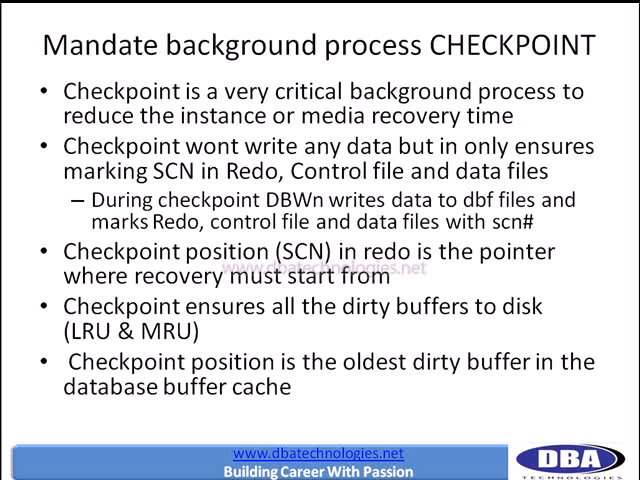 Mandate background process CHECKPOINT
• Checkpoint is a very critical background process to
reduce the instance or media recovery time
• Checkpoint wont write any data but in only ensures
marking SCN in Redo, Control file and data files
– During checkpoint DBWn writes data to dbf files and
marks Redo, control file and data files with scn#
• Checkpoint position (SCN) in redo is the pointer
where recovery must start from
www.dbatechnologies.net
• Checkpoint ensures all the dirty buffers to disk
(LRU & MRU)
• Checkpoint position is the oldest dirty buffer in the
database buffer cache
www.dbatechnologies.net
Building Career With Passion
DBA
TECHNOLOGIES